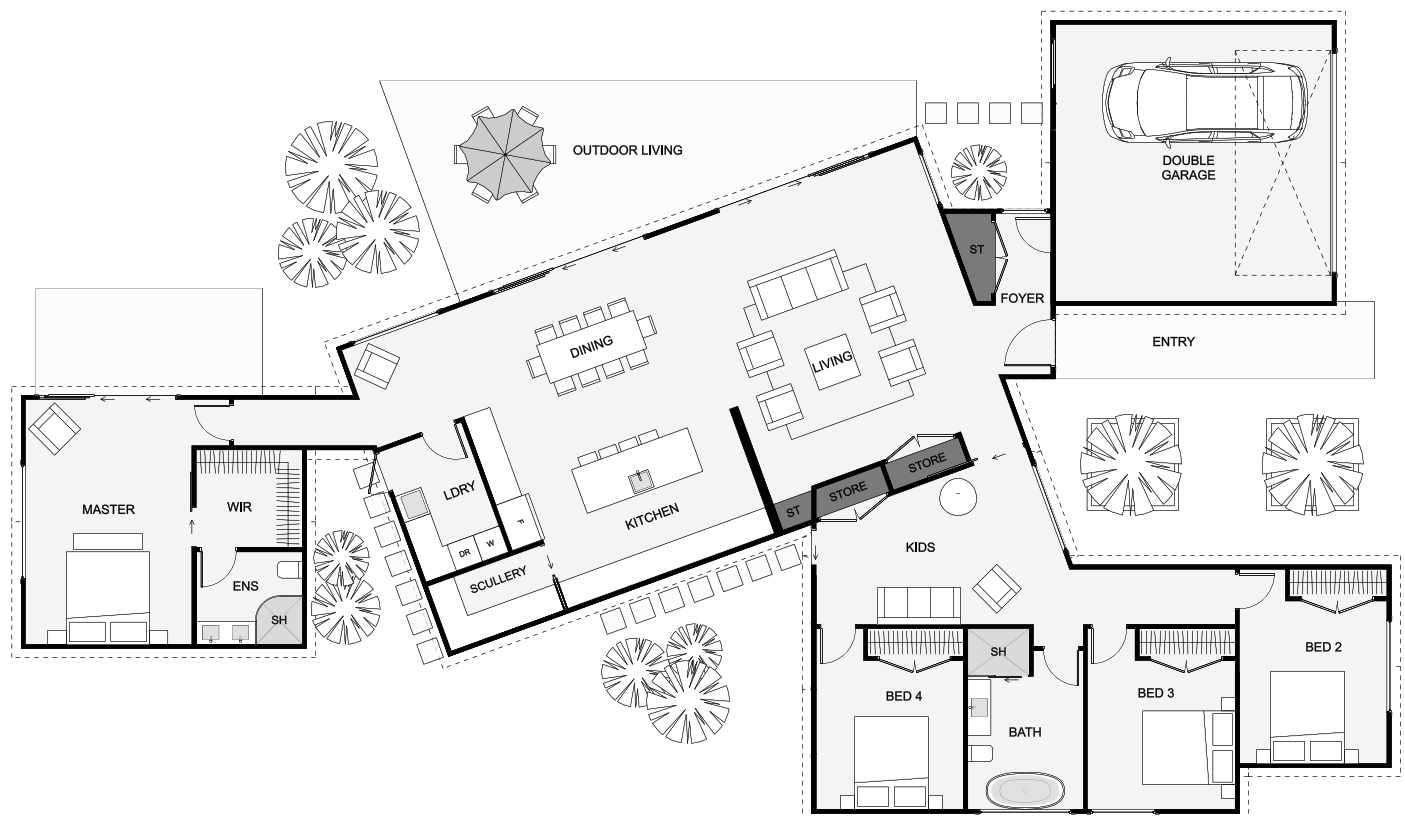 OUTDOOR LIVING
DOUBLE
GARAGE
ST
FOYER
ENTRY
DINING
LIVING
STORE
STORE
ST
LDRY
KITCHEN
F
W
DR
SCULLERY
MASTER
WIR
ENS
SH
KIDS
SH
BED 2
BED 4
BATH
BED 3